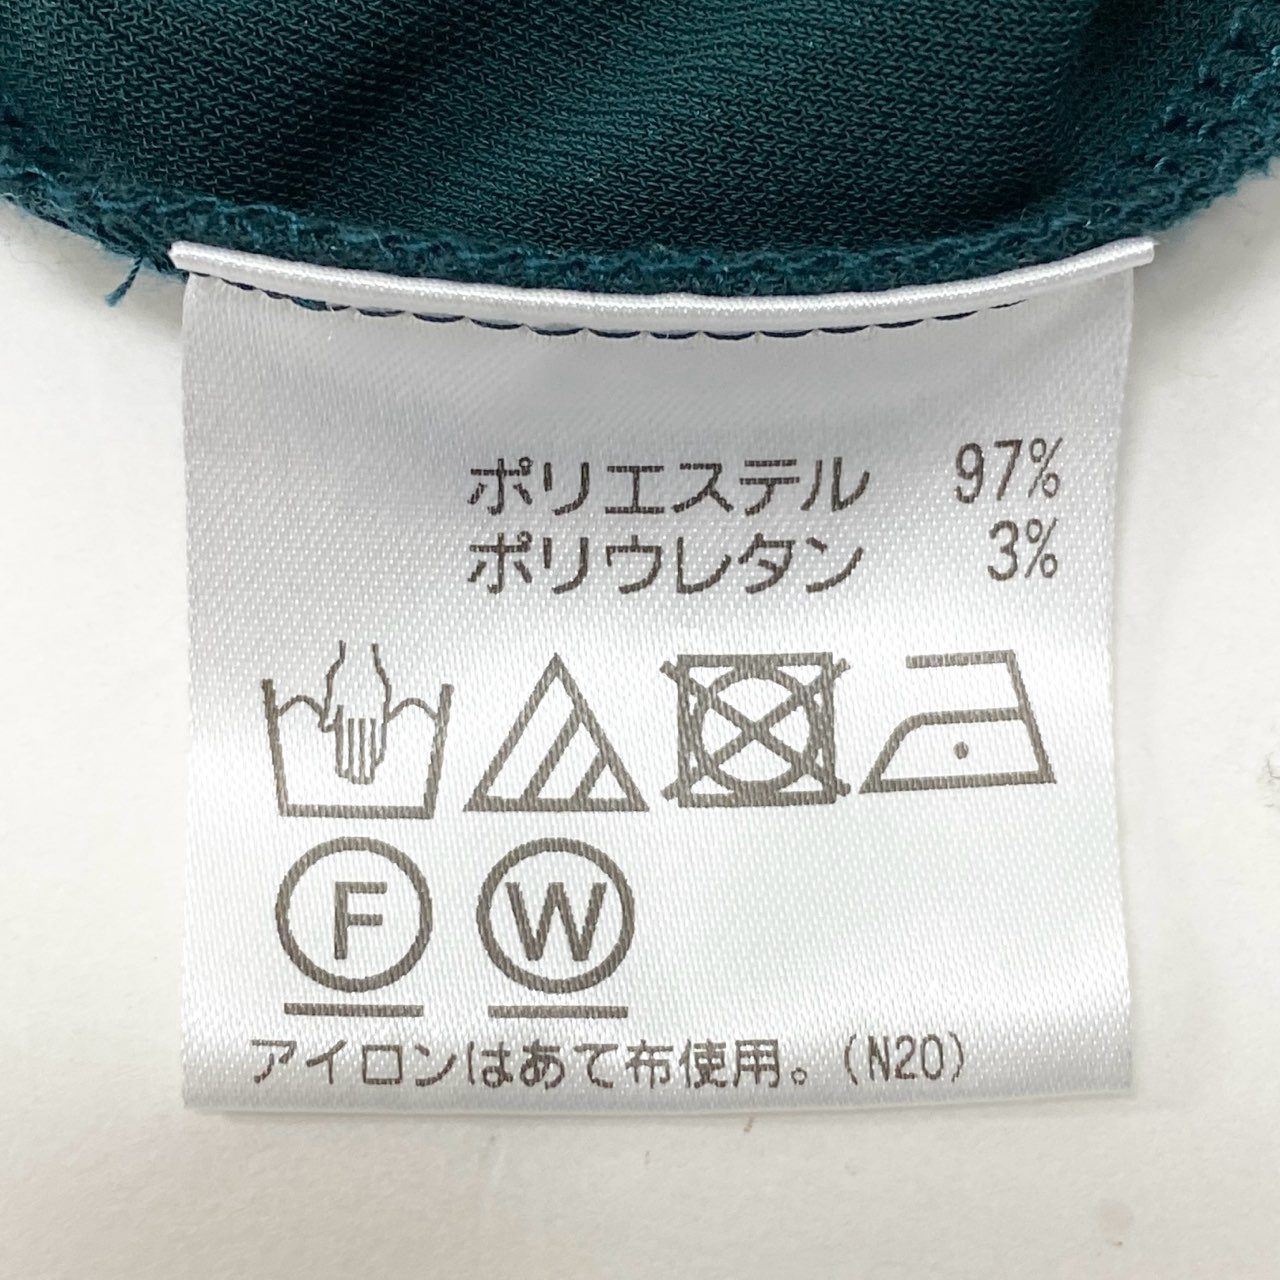 ポリエステル 97%
ポリウレタン 3%
F W
アイロンはあて布使用。(N20)